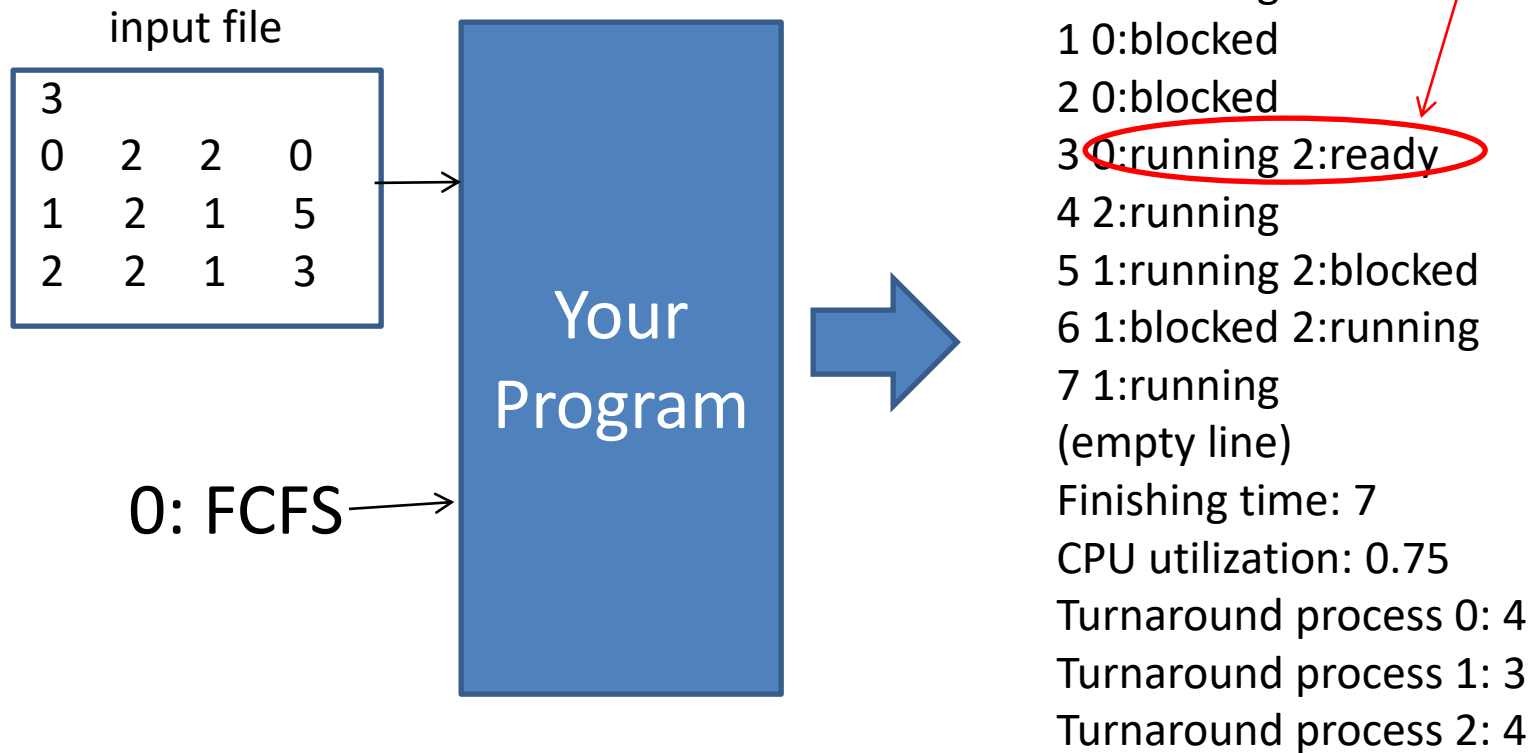 input file
3
0 2 2 0
1 2 1 5
2 2 1 3
0: FCFS
Your
Program
1 0:blocked
2 0:blocked
3 0:running 2:ready
4 2:running
5 1:running 2:blocked
6 1:blocked 2:running
7 1:running
(empty line)
Finishing time: 7
CPU utilization: 0.75
Turnaround process 0: 4
Turnaround process 1: 3
Turnaround process 2: 4